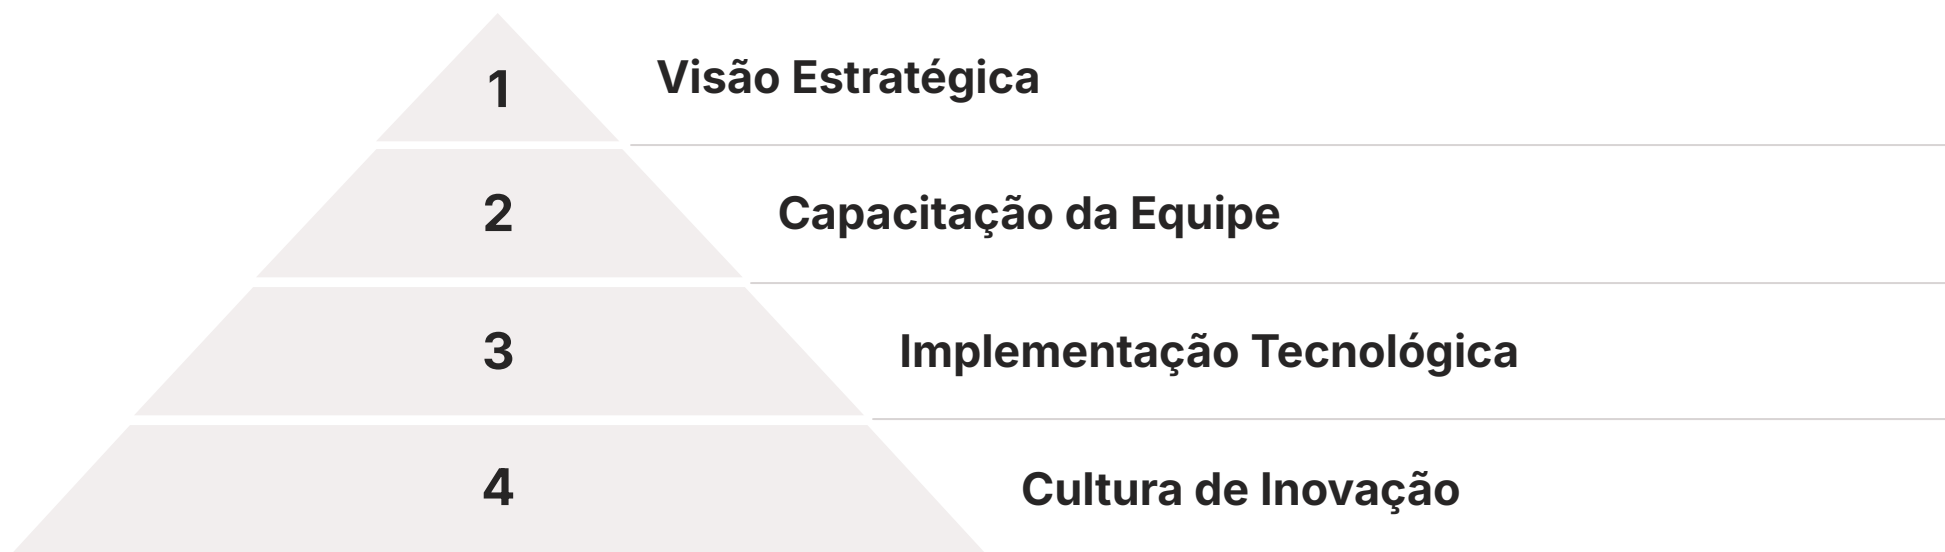 1
Visão Estratégica
2
Capacitação da Equipe
3
Implementação Tecnológica
4
Cultura de Inovação